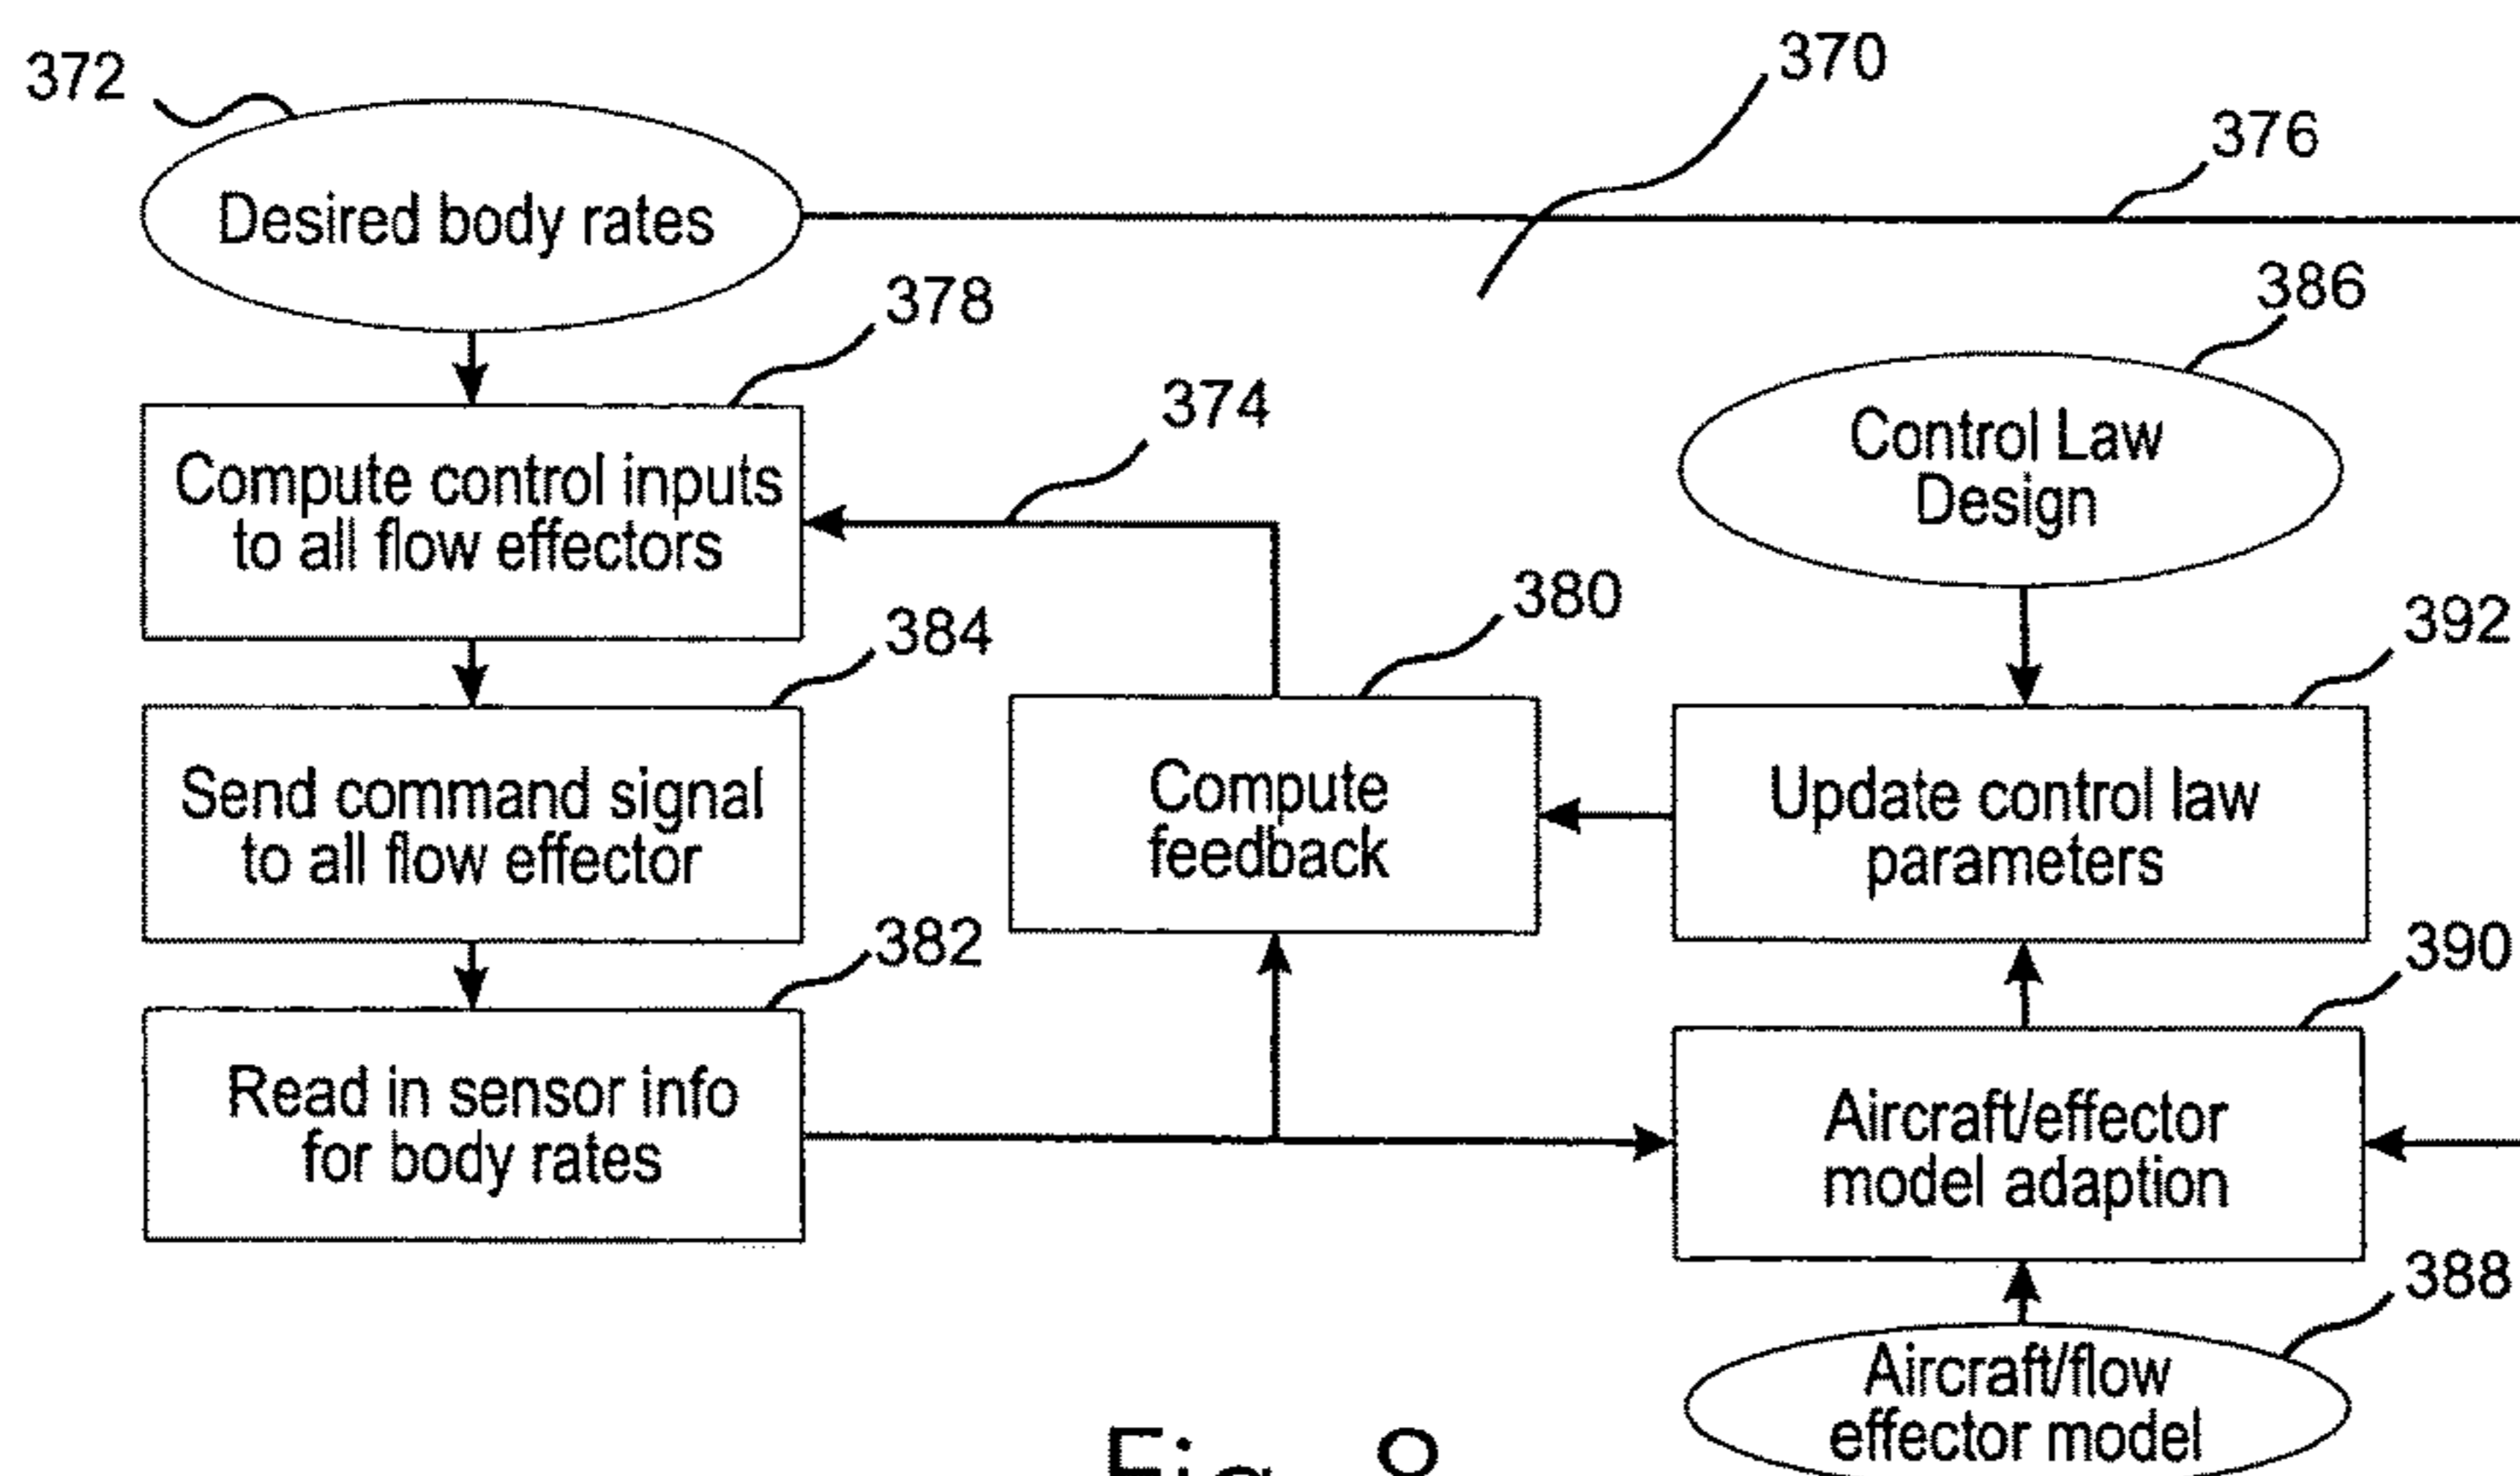 372
370
376
Desired body rates
378
386
374
Control Law
Design
Compute control inputs
to all flow effectors
380
392
384
Send command signal
to all flow effector
Compute
feedback
Update control law
parameters
382
390
Read in sensor info
for body rates
Aircraft/effector
model adaption
388
Aircraft/flow
effector model